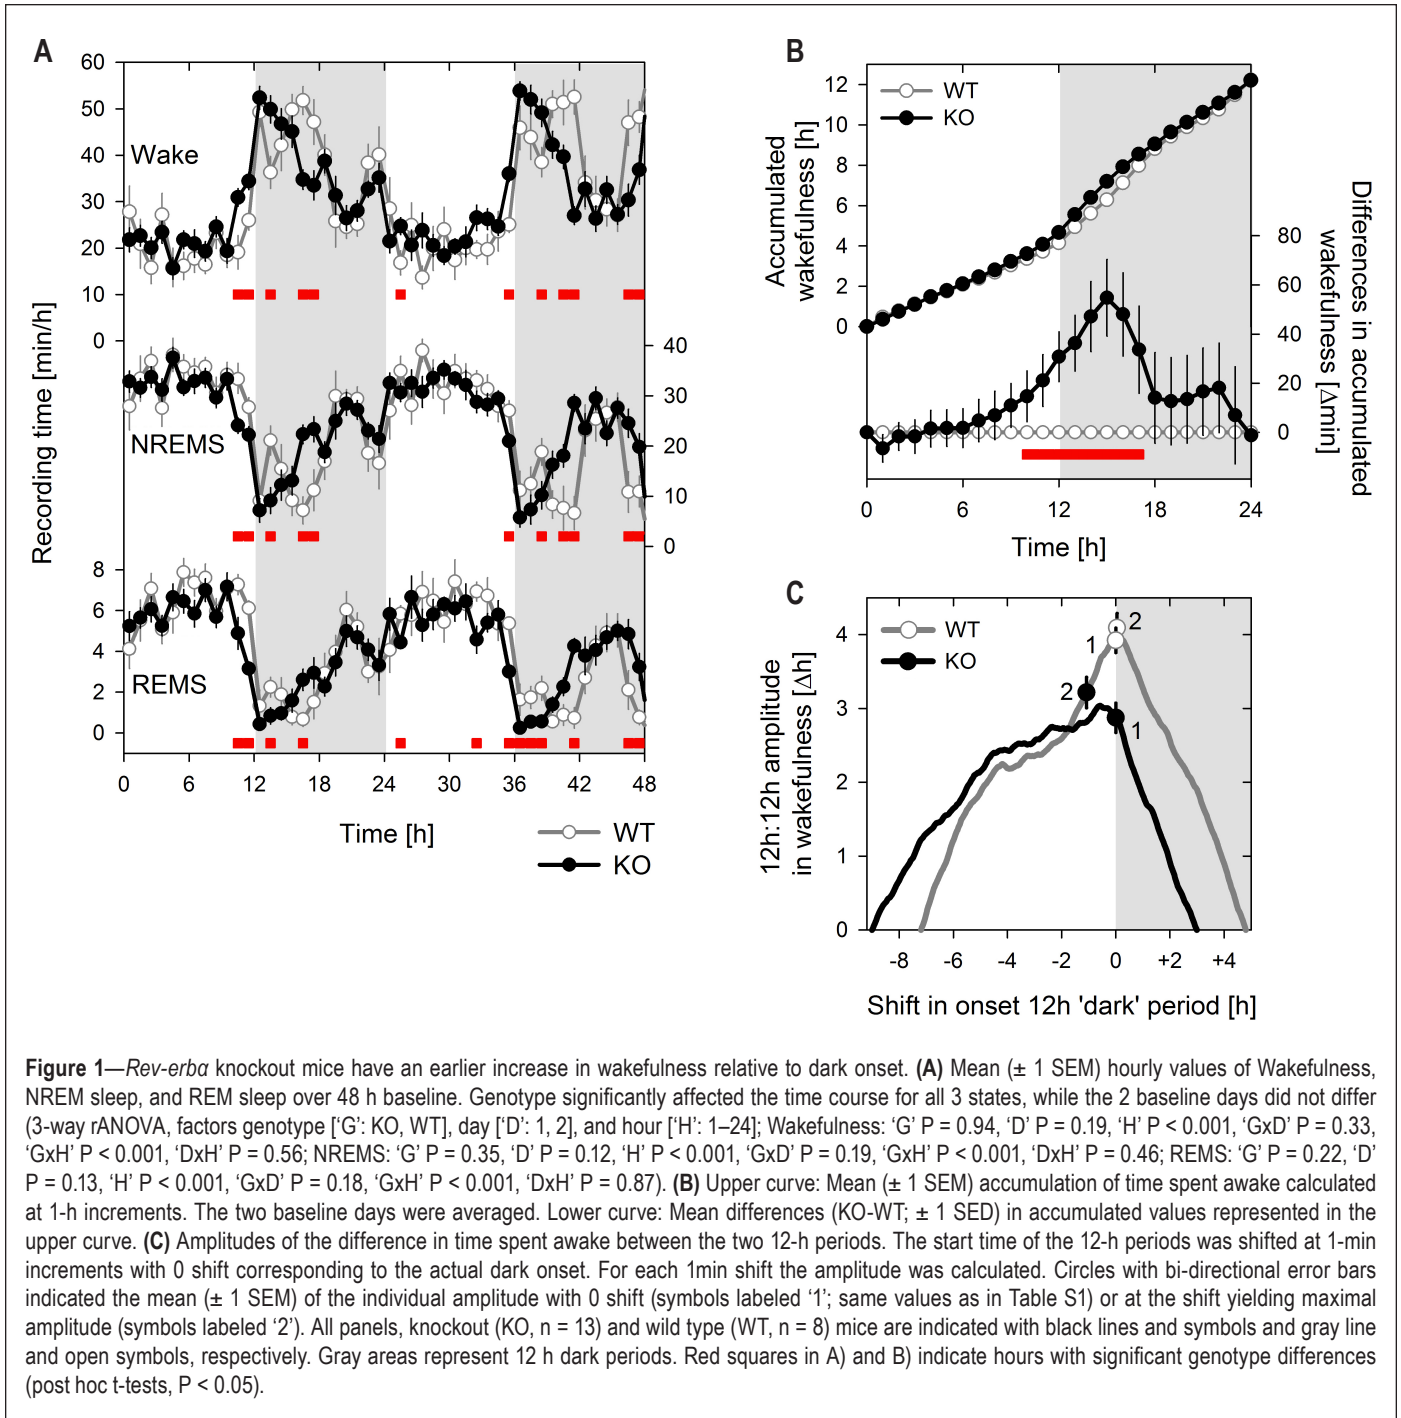 A
60
50
40
30
20
10
0
Wake
40
30
20
10
0
NREMS
8
6
4
2
0
REMS
Recording time [min/h]
0 6 12 18 24 30 36 42 48
Time [h]
WT
KO
B
12
10
8
6
4
2
0
WT
KO
Accumulated
wakefulness [h]
80
60
40
20
0
Differences in accumulated
wakefulness [Δmin]
0 6 12 18 24
Time [h]
C
4
3
2
1
0
WT
KO
1
2
2
1
12h:12h amplitude
in wakefulness [Δh]
-8 -6 -4 -2 0 +2 +4
Shift in onset 12h 'dark' period [h]
Figure 1—Rev-erbα knockout mice have an earlier increase in wakefulness relative to dark onset. (A) Mean (± 1 SEM) hourly values of Wakefulness,
NREM sleep, and REM sleep over 48 h baseline. Genotype significantly affected the time course for all 3 states, while the 2 baseline days did not differ
(3-way rANOVA, factors genotype [‘G’: KO, WT], day [‘D’: 1, 2], and hour [‘H’: 1–24]; Wakefulness: ‘G’ P = 0.94, ‘D’ P = 0.19, ‘H’ P < 0.001, ‘GxD’ P = 0.33,
‘GxH’ P < 0.001, ‘DxH’ P = 0.56; NREMS: ‘G’ P = 0.35, ‘D’ P = 0.12, ‘H’ P < 0.001, ‘GxD’ P = 0.19, ‘GxH’ P < 0.001, ‘DxH’ P = 0.46; REMS: ‘G’ P = 0.22, ‘D’
P = 0.13, ‘H’ P < 0.001, ‘GxD’ P = 0.18, ‘GxH’ P < 0.001, ‘DxH’ P = 0.87). (B) Upper curve: Mean (± 1 SEM) accumulation of time spent awake calculated
at 1-h increments. The two baseline days were averaged. Lower curve: Mean differences (KO-WT; ± 1 SED) in accumulated values represented in the
upper curve. (C) Amplitudes of the difference in time spent awake between the two 12-h periods. The start time of the 12-h periods was shifted at 1-min
increments with 0 shift corresponding to the actual dark onset. For each 1min shift the amplitude was calculated. Circles with bi-directional error bars
indicated the mean (± 1 SEM) of the individual amplitude with 0 shift (symbols labeled ‘1’; same values as in Table S1) or at the shift yielding maximal
amplitude (symbols labeled ‘2’). All panels, knockout (KO, n = 13) and wild type (WT, n = 8) mice are indicated with black lines and symbols and gray line
and open symbols, respectively. Gray areas represent 12 h dark periods. Red squares in A) and B) indicate hours with significant genotype differences
(post hoc t-tests, P < 0.05).